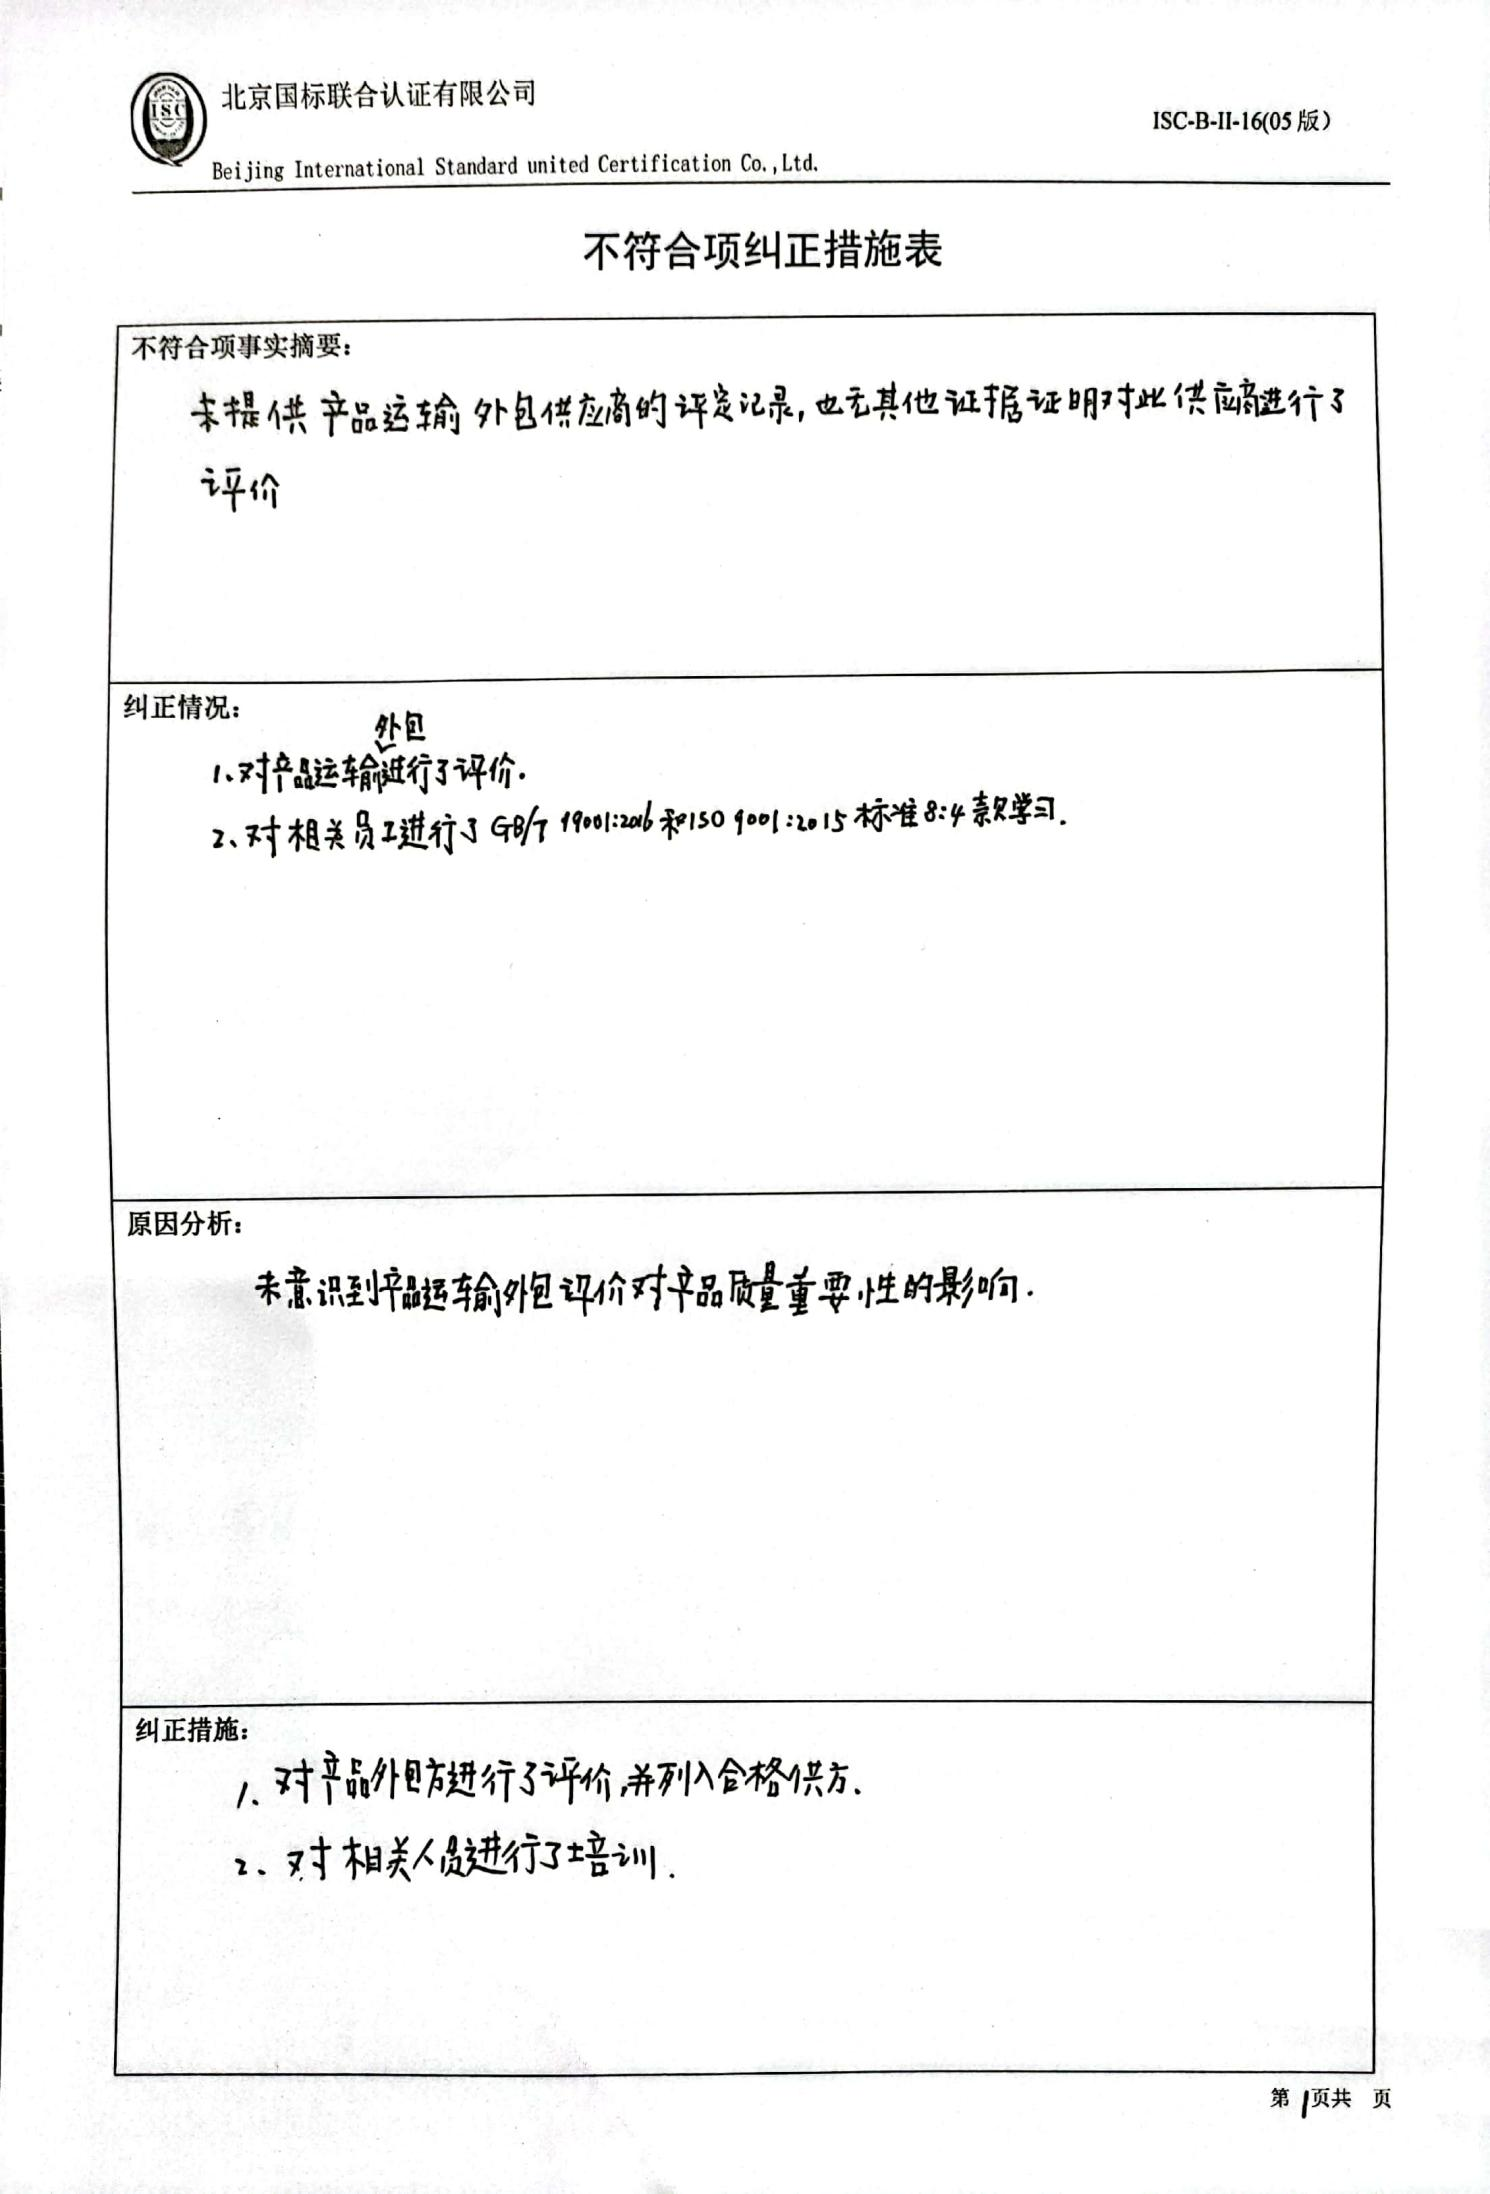 ISC
北京国标联合认证有限公司
ISC-B-II-16(05版)
Beijing International Standard united Certification Co.,Ltd.
不符合项纠正措施表
不符合项事实摘要:
未提供产品运输外包供应商的评定记录,也无其他证据证明对此供应商进行了
评价
纠正情况:
外包
1、对产品运输进行了评价.
2、对相关员工进行了GB/T 19001:2016和ISO 9001:2015标准8:4款学习.
原因分析:
未意识到产品运输外包评价对产品质量重要性的影响.
纠正措施:
1、对产品外包方进行了评价,并列入合格供方.
2、对相关人员进行了培训.
第1页共 页